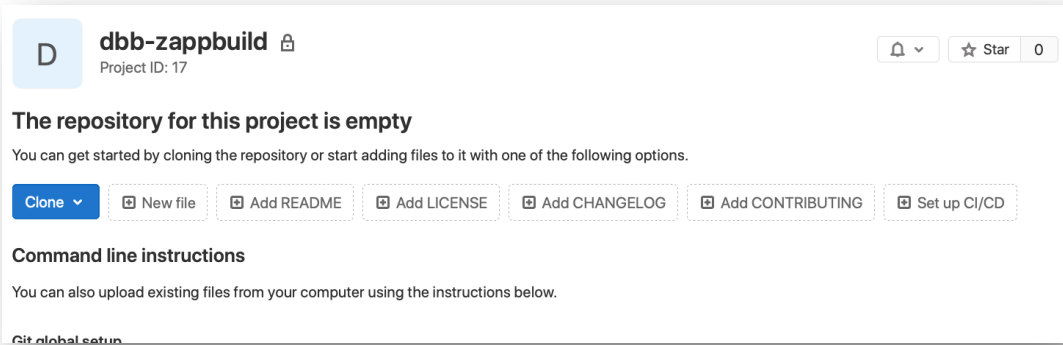 D
dbb-zappbuild
Project ID: 17
Star 0
The repository for this project is empty
You can get started by cloning the repository or start adding files to it with one of the following options.
Clone New file Add README Add LICENSE Add CHANGELOG Add CONTRIBUTING Set up CI/CD
Command line instructions
You can also upload existing files from your computer using the instructions below.
Git global setup